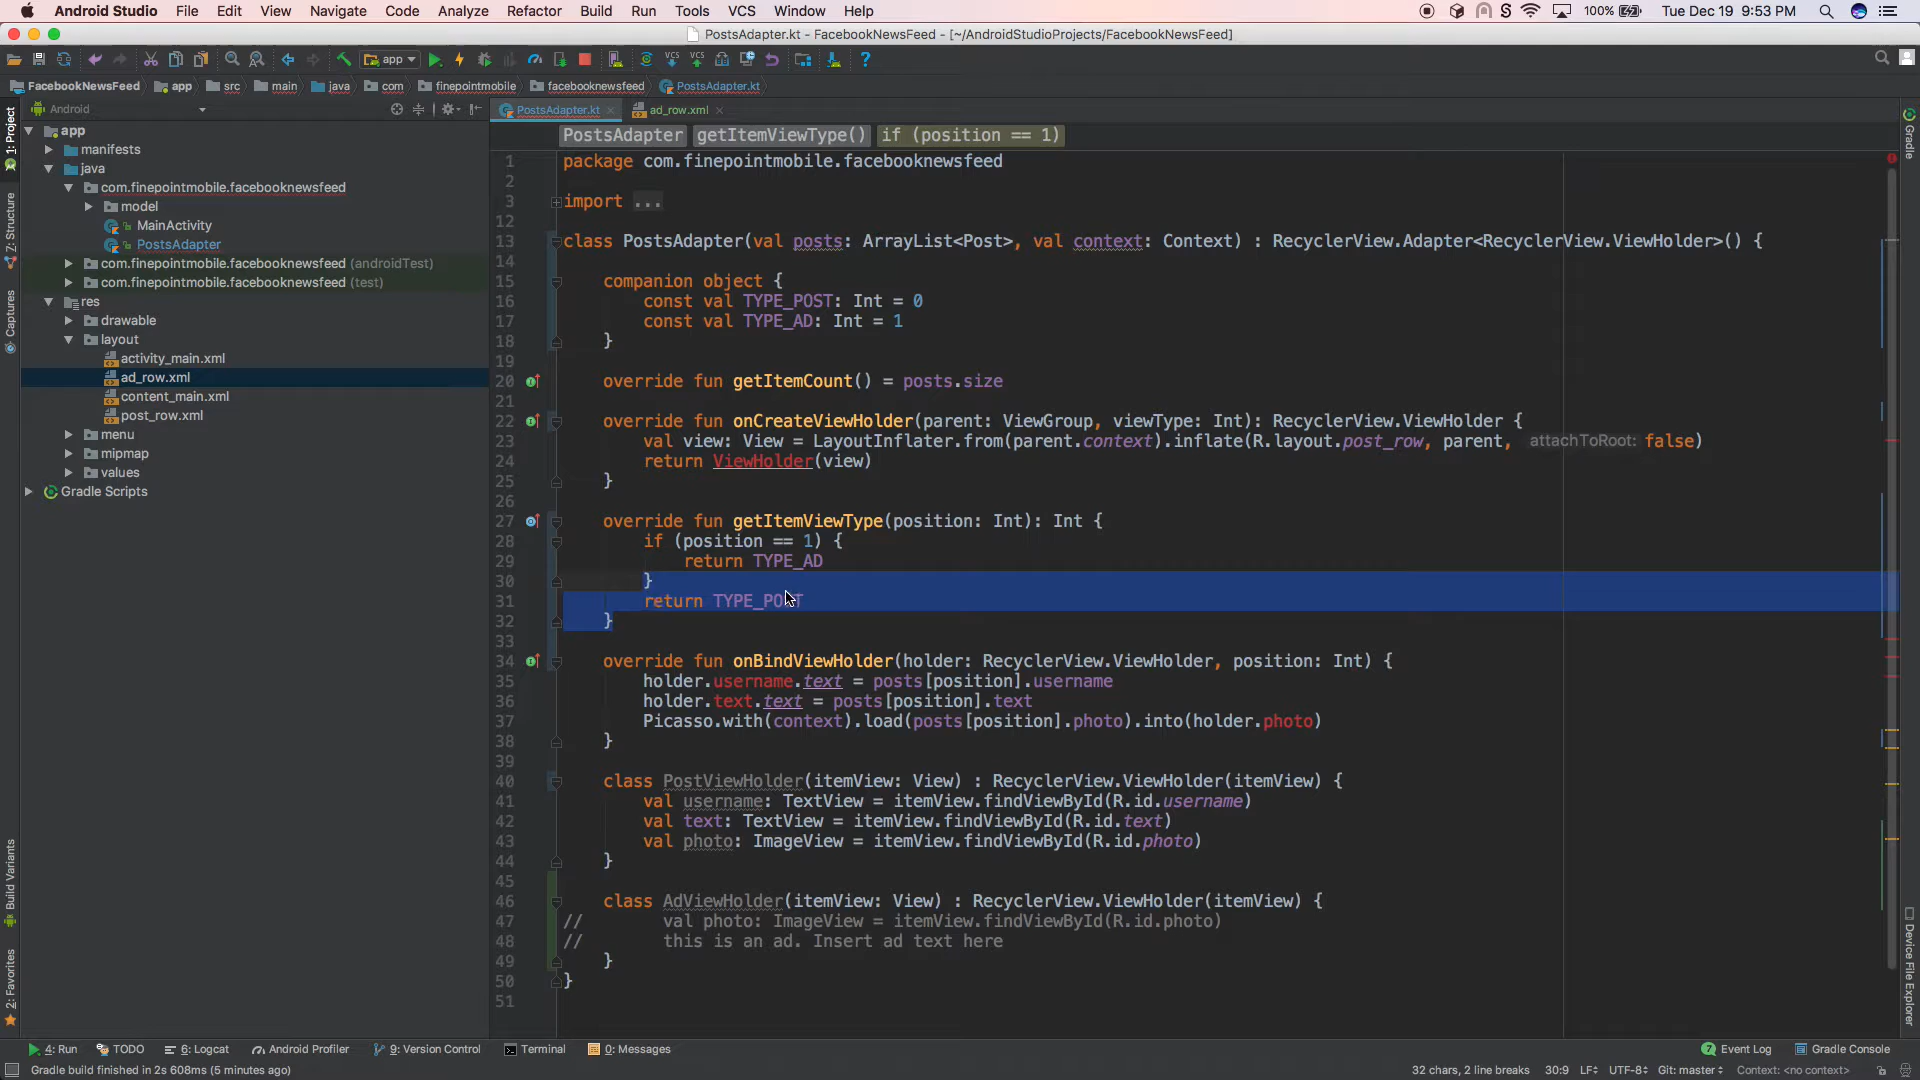 Android Studio File Edit View Navigate Code Analyze Refactor Build Run Tools VCS Window Help 100% Tue Dec 19 9:53 PM
PostsAdapter.kt - FacebookNewsFeed - [~/AndroidStudioProjects/FacebookNewsFeed]
app
FacebookNewsFeed app src main java com finepointmobile facebooknewsfeed PostsAdapter.kt
Android PostsAdapter.kt ad_row.xml
PostsAdapter getItemViewType() if (position == 1)
1: Project
Z: Structure
Captures
Build Variants
2: Favorites
app
manifests
java
com.finepointmobile.facebooknewsfeed
model
MainActivity
PostsAdapter
com.finepointmobile.facebooknewsfeed (androidTest)
com.finepointmobile.facebooknewsfeed (test)
res
drawable
layout
activity_main.xml
ad_row.xml
content_main.xml
post_row.xml
menu
mipmap
values
Gradle Scripts
1 package com.finepointmobile.facebooknewsfeed
2
3 import ...
12
13 class PostsAdapter(val posts: ArrayList<Post>, val context: Context) : RecyclerView.Adapter<RecyclerView.ViewHolder>() {
14
15 companion object {
16 const val TYPE_POST: Int = 0
17 const val TYPE_AD: Int = 1
18 }
19
20 override fun getItemCount() = posts.size
21
22 override fun onCreateViewHolder(parent: ViewGroup, viewType: Int): RecyclerView.ViewHolder {
23 val view: View = LayoutInflater.from(parent.context).inflate(R.layout.post_row, parent, attachToRoot: false)
24 return ViewHolder(view)
25 }
26
27 override fun getItemViewType(position: Int): Int {
28 if (position == 1) {
29 return TYPE_AD
30 }
31 return TYPE_POST
32 }
33
34 override fun onBindViewHolder(holder: RecyclerView.ViewHolder, position: Int) {
35 holder.username.text = posts[position].username
36 holder.text.text = posts[position].text
37 Picasso.with(context).load(posts[position].photo).into(holder.photo)
38 }
39
40 class PostViewHolder(itemView: View) : RecyclerView.ViewHolder(itemView) {
41 val username: TextView = itemView.findViewById(R.id.username)
42 val text: TextView = itemView.findViewById(R.id.text)
43 val photo: ImageView = itemView.findViewById(R.id.photo)
44 }
45
46 class AdViewHolder(itemView: View) : RecyclerView.ViewHolder(itemView) {
47 // val photo: ImageView = itemView.findViewById(R.id.photo)
48 // this is an ad. Insert ad text here
49 }
50 }
51
Gradle
Device File Explorer
4: Run TODO 6: Logcat Android Profiler 9: Version Control Terminal 0: Messages 7 Event Log Gradle Console
Gradle build finished in 2s 608ms (5 minutes ago) 32 chars, 2 line breaks 30:9 LF UTF-8 Git: master Context: <no context>